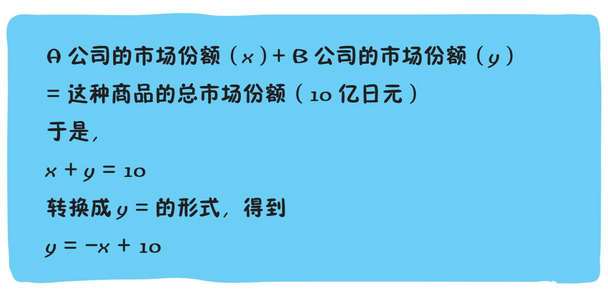 A 公司的市场份额（x）+ B 公司的市场份额（y）
= 这种商品的总市场份额（10 亿日元）
于是，
x + y = 10
转换成 y = 的形式，得到
y = -x + 10